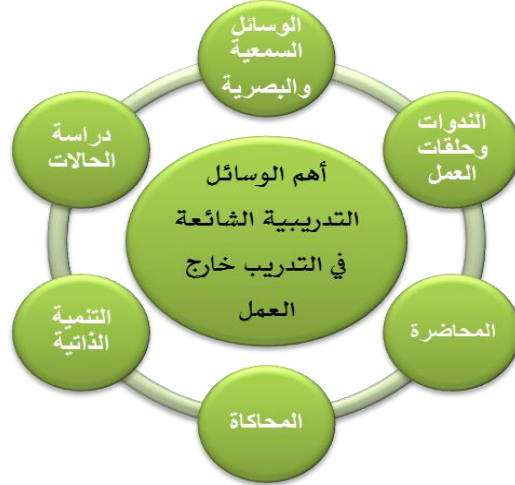 الوسائل
السمعية
والبصرية
الندوات
وحلقات
العمل
المحاضرة
المحاكاة
التنمية
الذاتية
دراسة
الحالات
أهم الوسائل
التدريبية الشائعة
في التدريب خارج
العمل